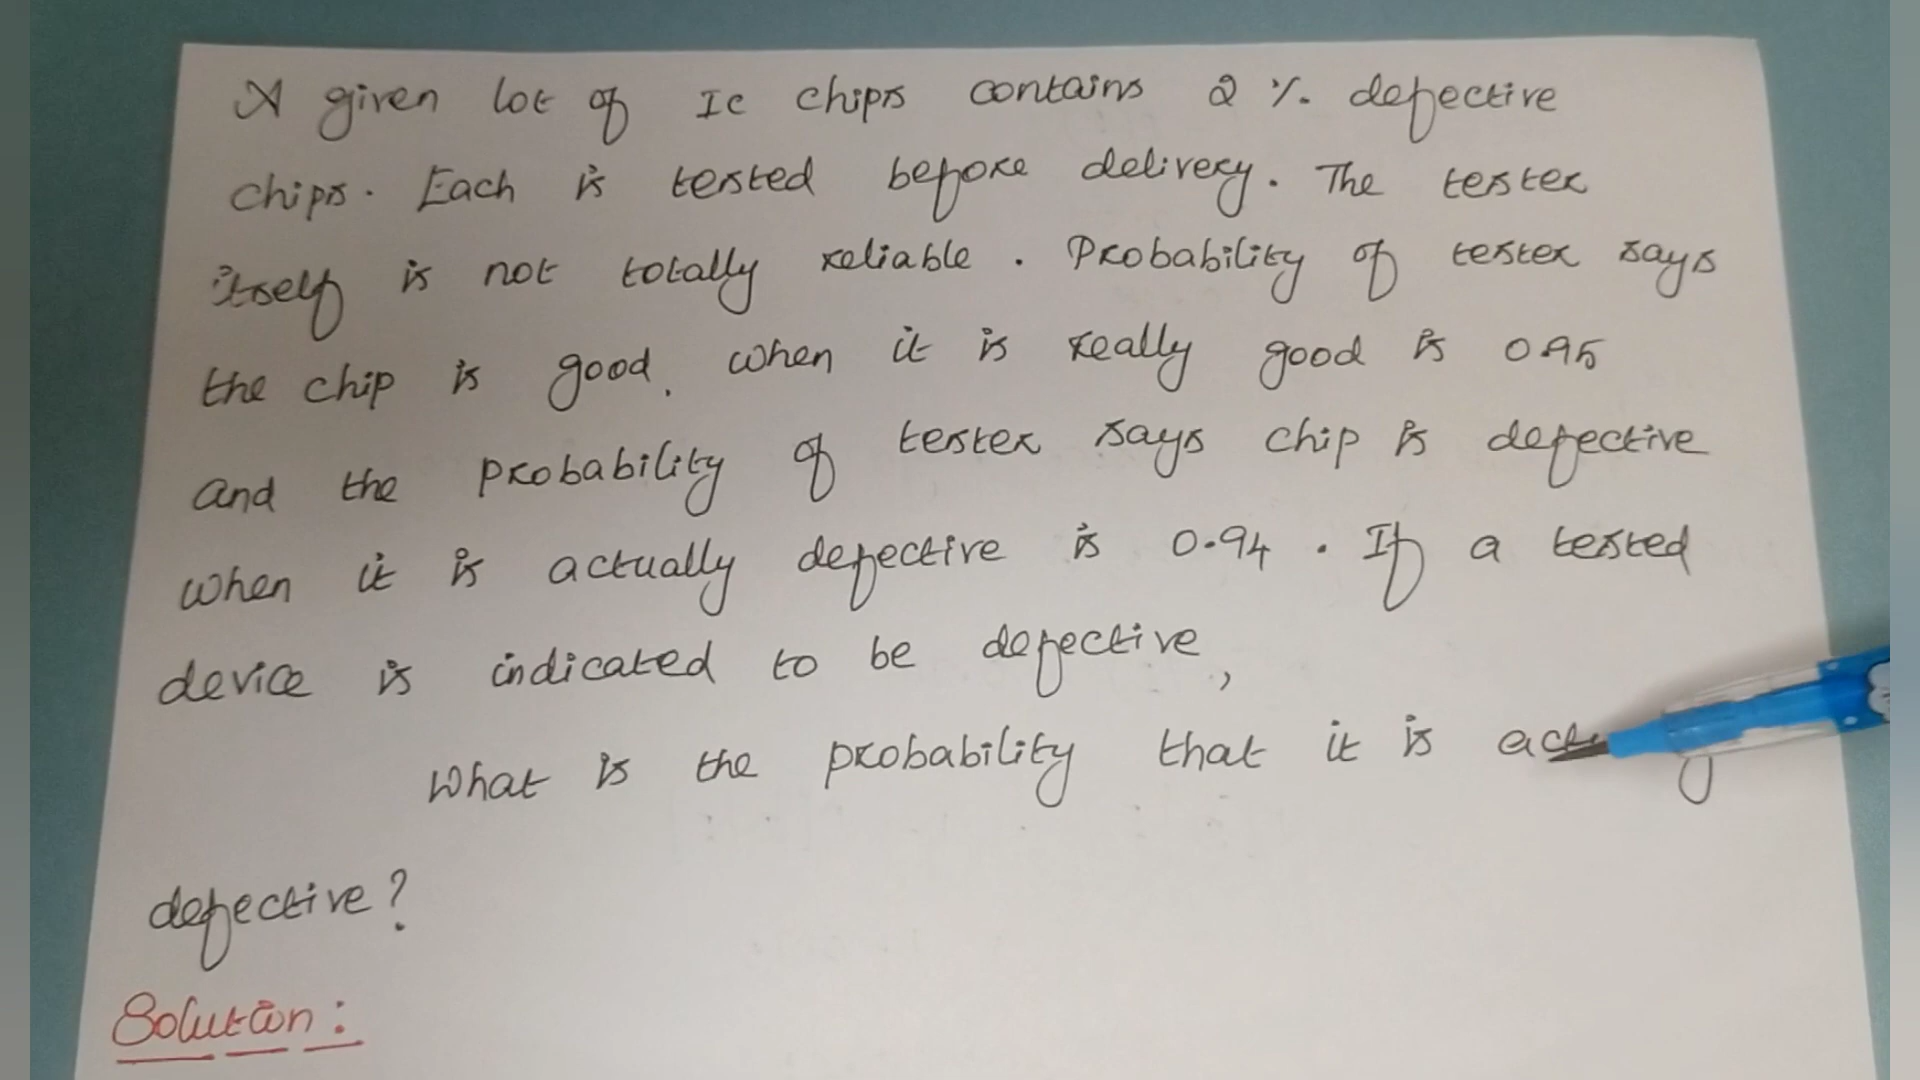 A given lot of Ic chips contains 2 %. defective
chips. Each is tested before delivery. The tester
itself is not totally reliable. Probability of tester says
the chip is good, when it is really good is 0.95
and the probability of tester says chip is defective
when it is actually defective is 0.94. If a tested
device is indicated to be defective,
What is the probability that it is
defective?
Solution: